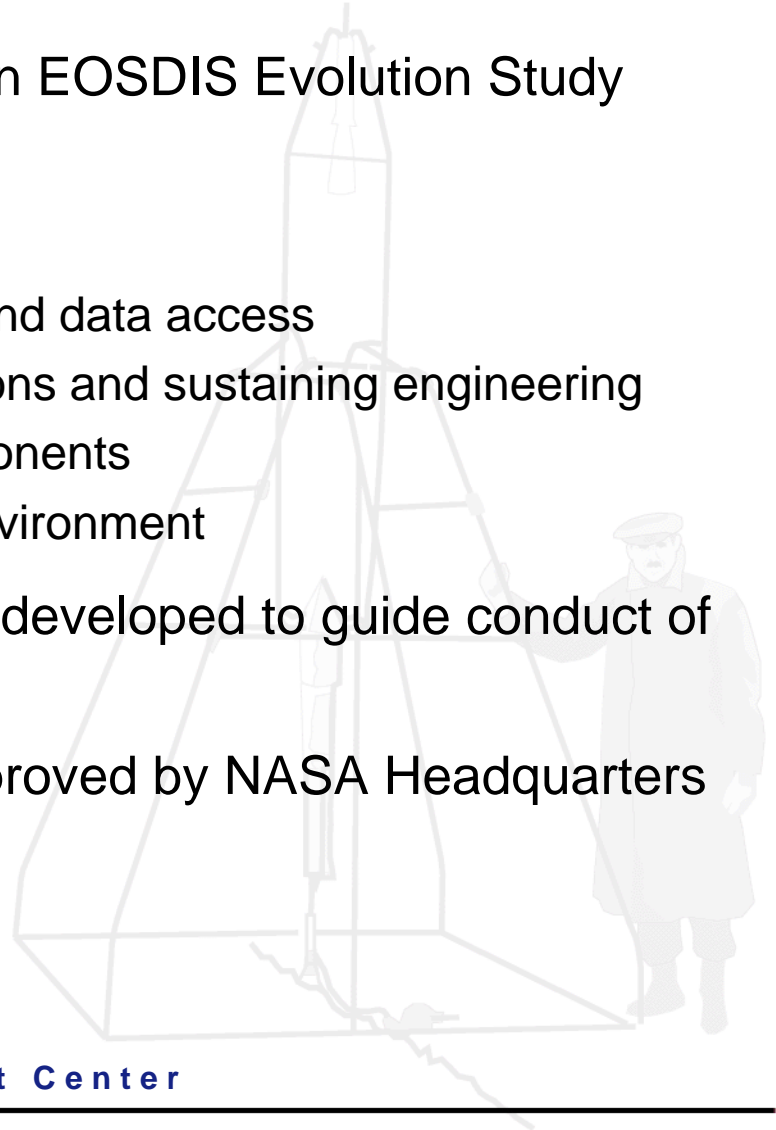 n EOSDIS Evolution Study
nd data access
ons and sustaining engineering
onents
vironment
developed to guide conduct of
proved by NASA Headquarters
t Center